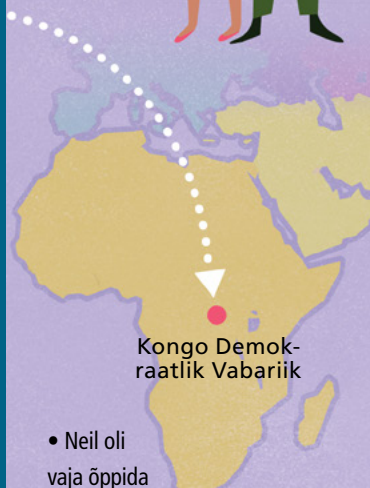 Kongo Demok-
raatlik Vabariik
• Neil oli
vaja õppida